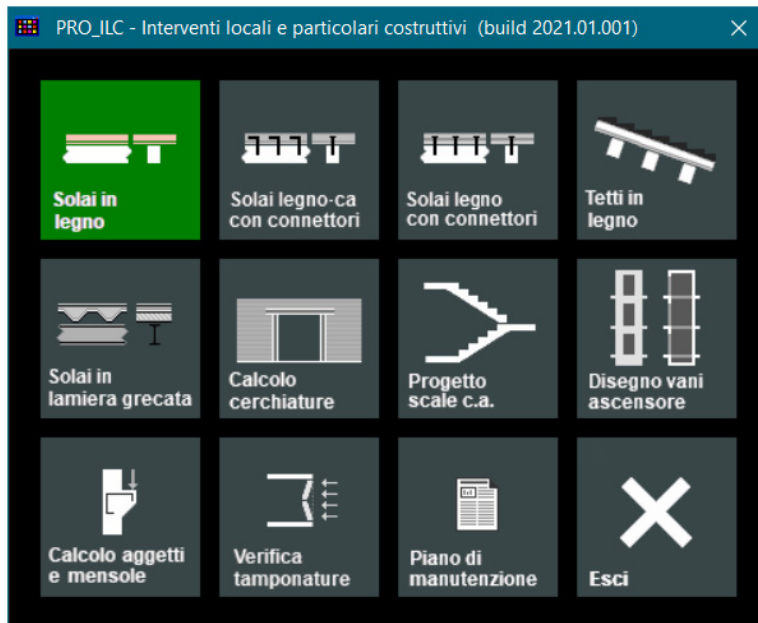 PRO_ILC - Interventi locali e particolari costruttivi (build 2021.01.001)
Solai in
legno
Solai legno-ca
con connettori
Solai legno
con connettori
Tetti in
legno
Solai in
lamiera grecata
Calcolo
cerchiature
Progetto
scale c.a.
Disegno vani
ascensore
Calcolo aggetti
e mensole
Verifica
tamponature
Piano di
manutenzione
Esci